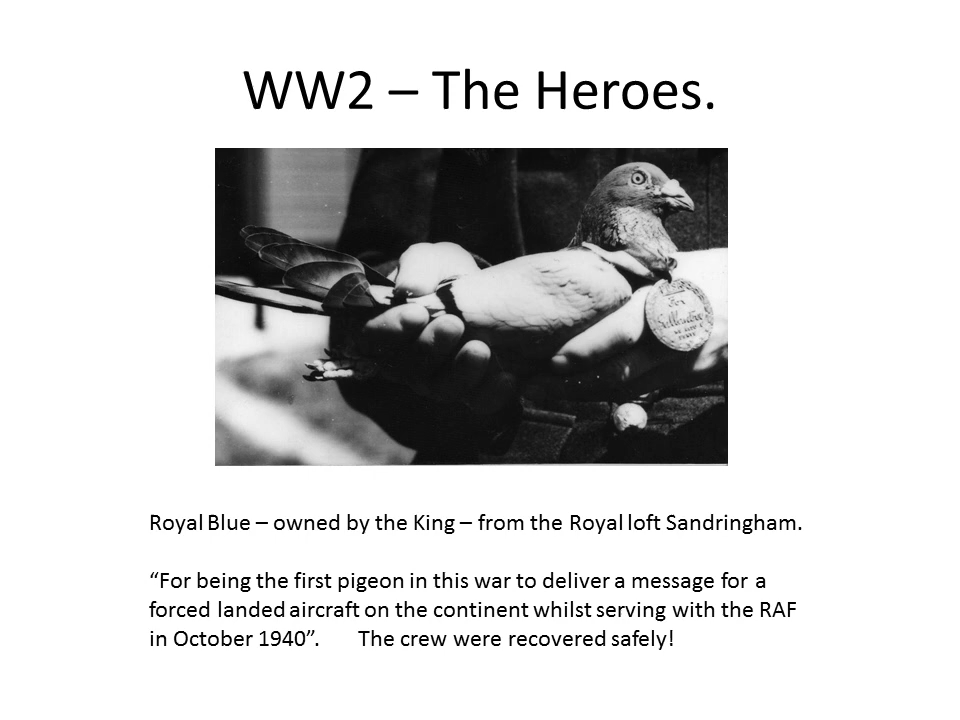 WW2 – The Heroes.
For
Gallantry
Royal Blue – owned by the King – from the Royal loft Sandringham.
“For being the first pigeon in this war to deliver a message for a
forced landed aircraft on the continent whilst serving with the RAF
in October 1940”. The crew were recovered safely!